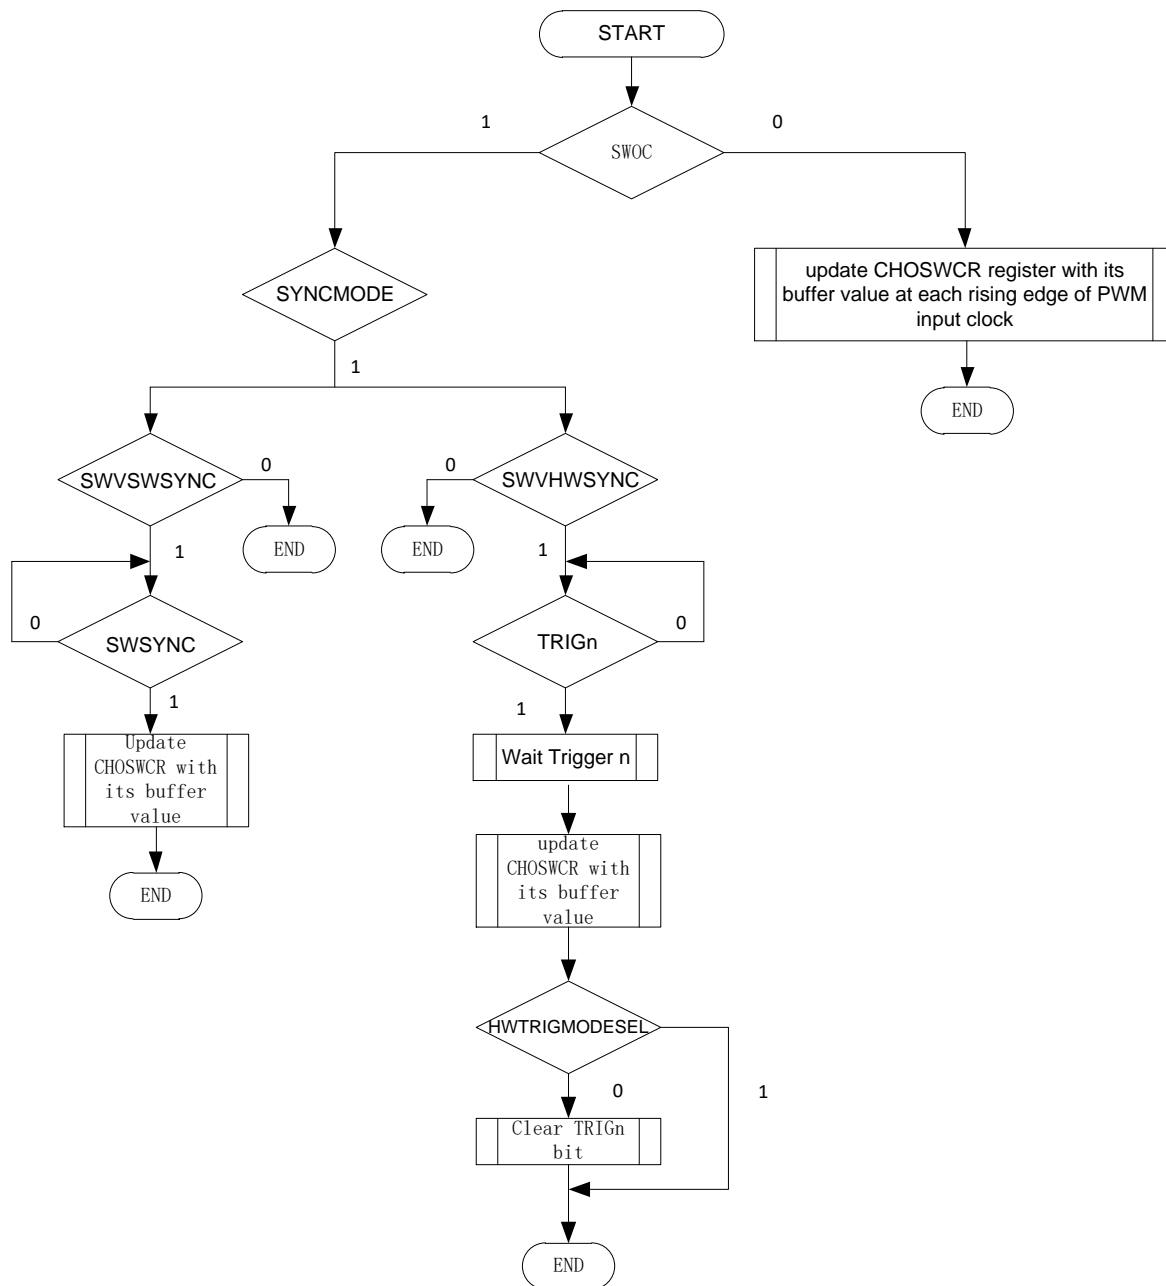 START
1
0
SWOC
SYNCMODE
update CHOSWCR register with its
buffer value at each rising edge of PWM
input clock
1
END
SWVSWSYNC
0
0
SWVHWSYNC
END
END
1
1
0
SWSYNC
TRIGn
0
1
1
Update
CHOSWCR with
its buffer
value
Wait Trigger n
END
update
CHOSWCR with
its buffer
value
HWTRIGMODESEL
0
1
Clear TRIGn
bit
END